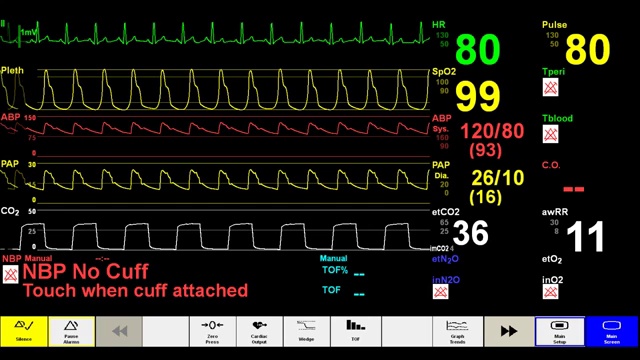 II
1mV
HR
130
50
80
Pulse
130
50
80
Pleth
SpO2
100
90
99
Tperi
ABP 150
75
0
ABP
Sys.
160
90
120/80
(93)
Tblood
PAP 30
15
0
PAP
Dia.
20
0
26/10
(16)
C.O.
--
CO2 50
25
0
etCO2
65
25
imCO2 4
36
awRR
30
8
11
NBP Manual --:--
NBP No Cuff
Touch when cuff attached
Manual
TOF% --
TOF --
etN2O
inN2O
etO2
inO2
Silence
Pause Alarms
Zero Press
Cardiac Output
Wedge
TOF
Graph Trends
Main Setup
Main Screen